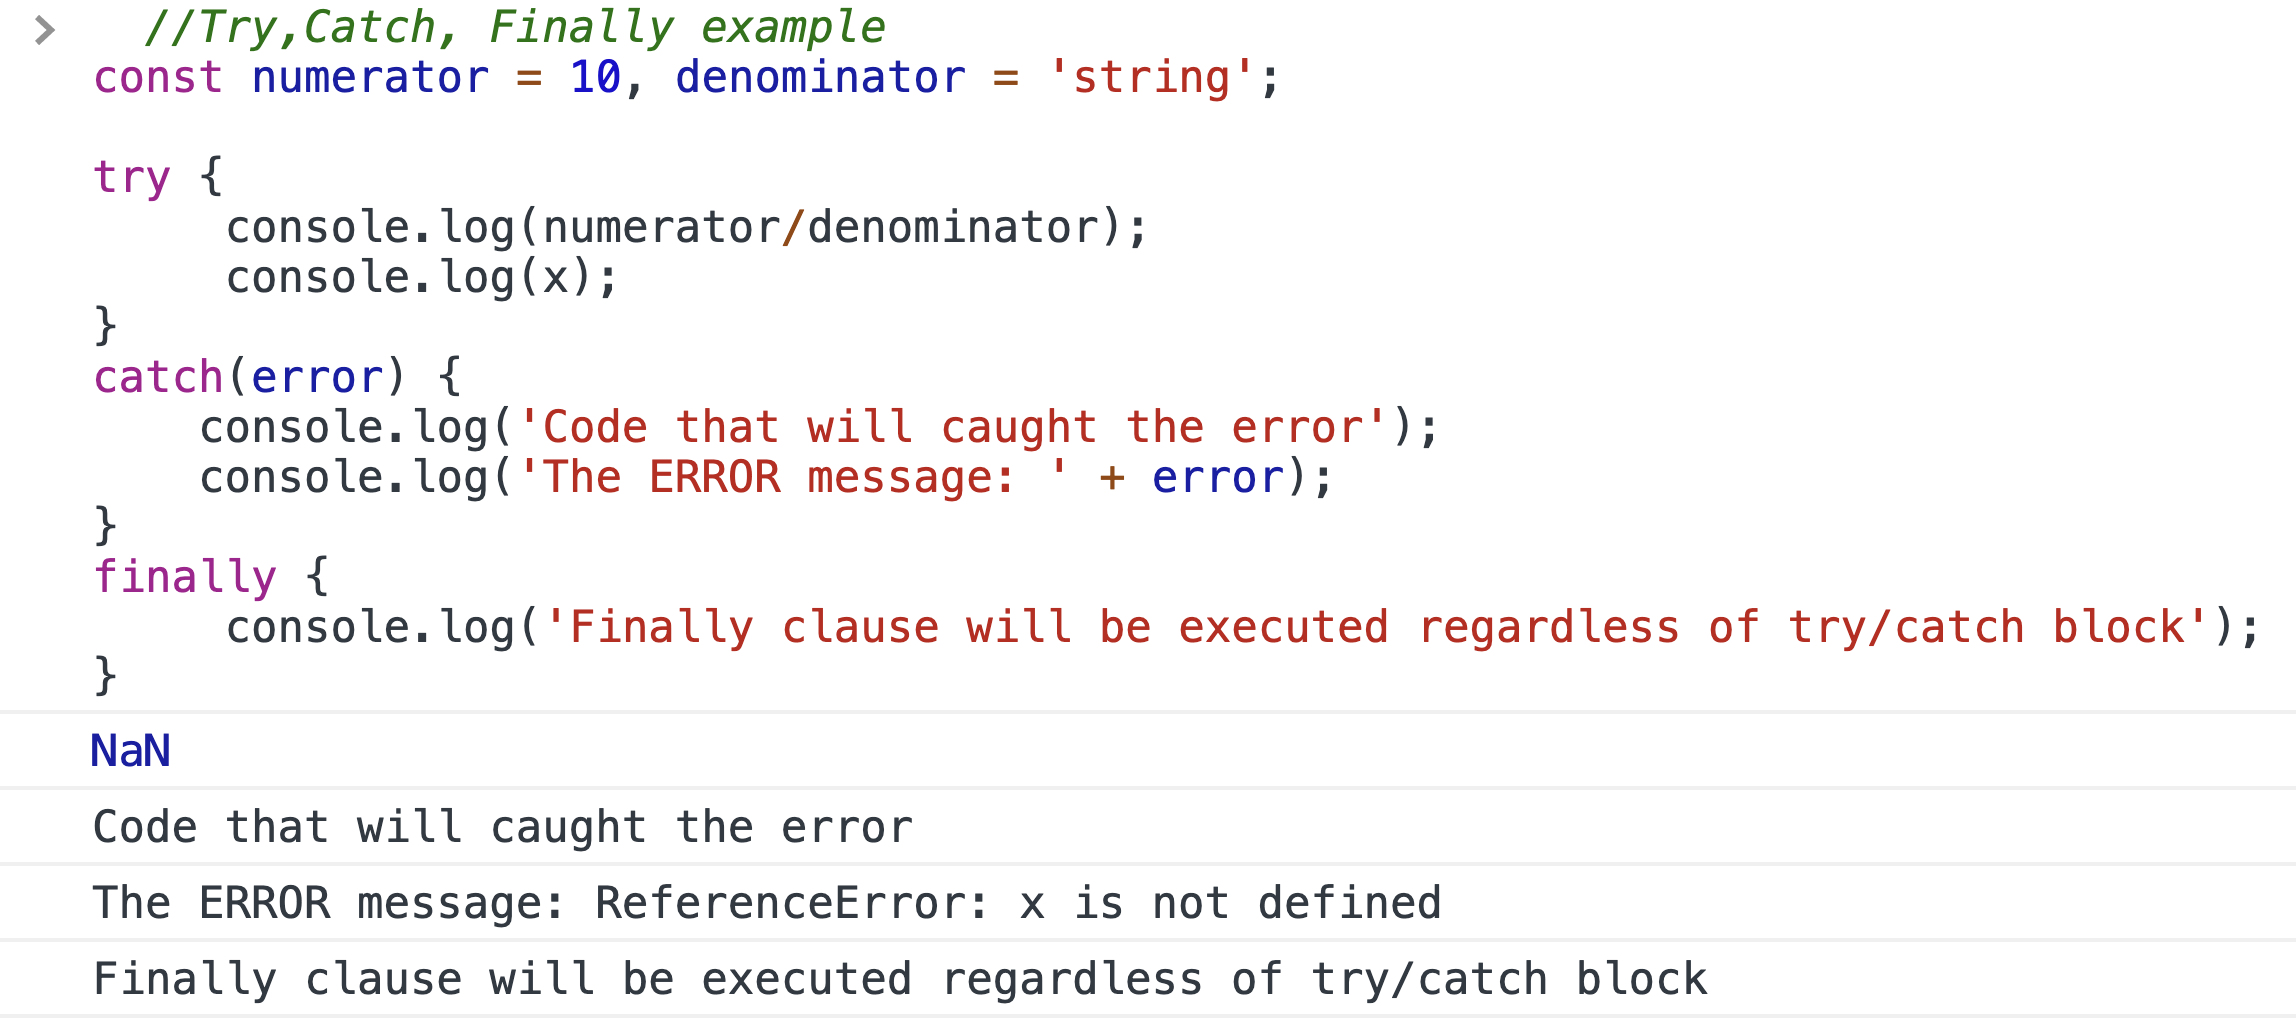 > //Try,Catch, Finally example
const numerator = 10, denominator = 'string';
try {
console.log(numerator/denominator);
console.log(x);
}
catch(error) {
console.log('Code that will caught the error');
console.log('The ERROR message: ' + error);
}
finally {
console.log('Finally clause will be executed regardless of try/catch block');
}
NaN
Code that will caught the error
The ERROR message: ReferenceError: x is not defined
Finally clause will be executed regardless of try/catch block